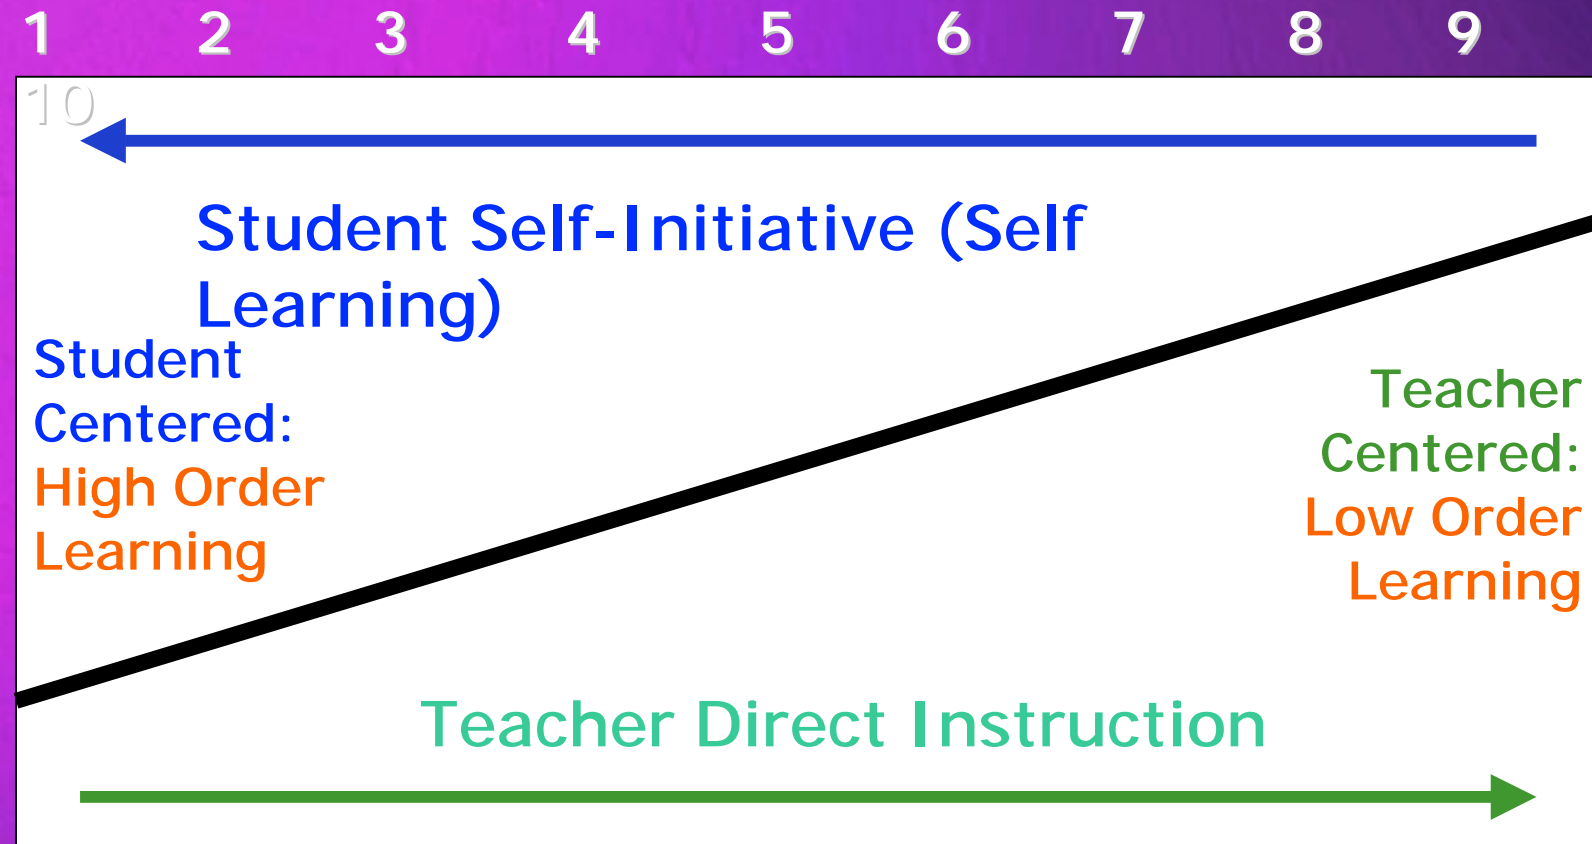 1 2 3 4 5 6 7 8 9
10
Student Self-Initiative (Self
Learning)
Student
Centered:
High Order
Learning
Teacher
Centered:
Low Order
Learning
Teacher Direct Instruction